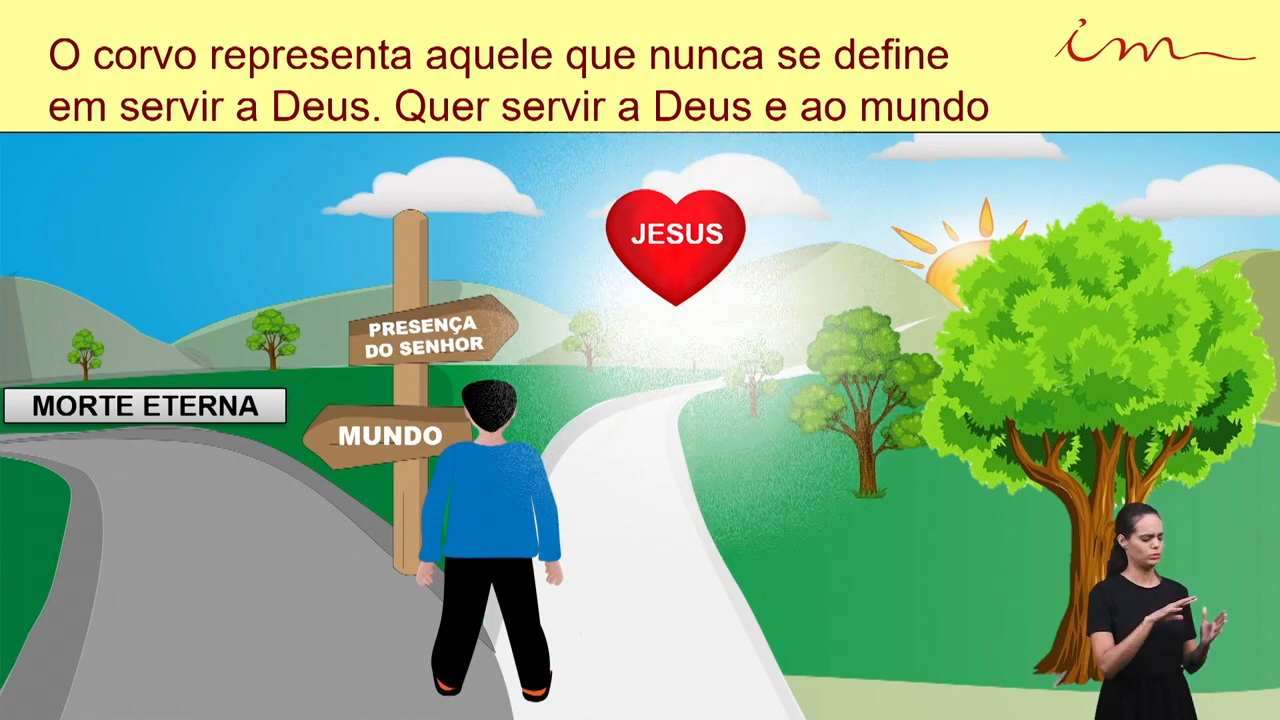 O corvo representa aquele que nunca se define
em servir a Deus. Quer servir a Deus e ao mundo
im
JESUS
PRESENÇA
DO SENHOR
MORTE ETERNA
MUNDO